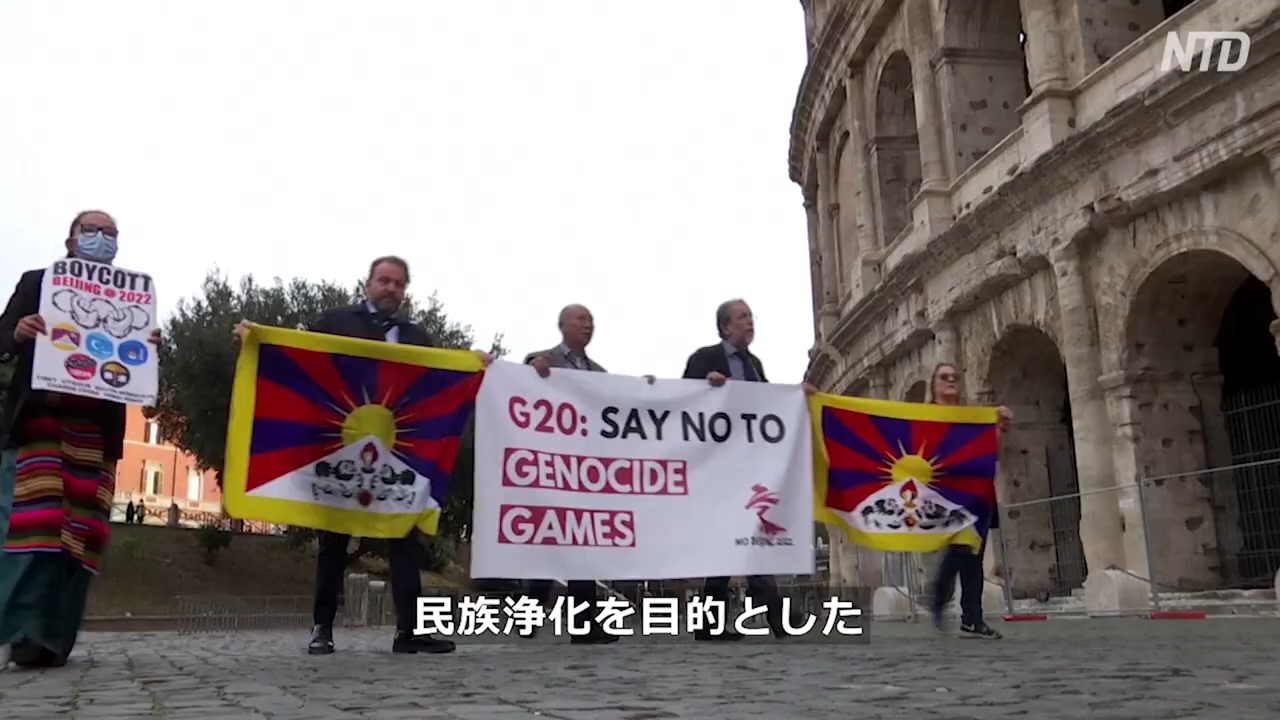 NTD
BOYCOTT
BEIJING 2022
G20: SAY NO TO
GENOCIDE
GAMES
NO BEIJING 2022
民族浄化を目的とした